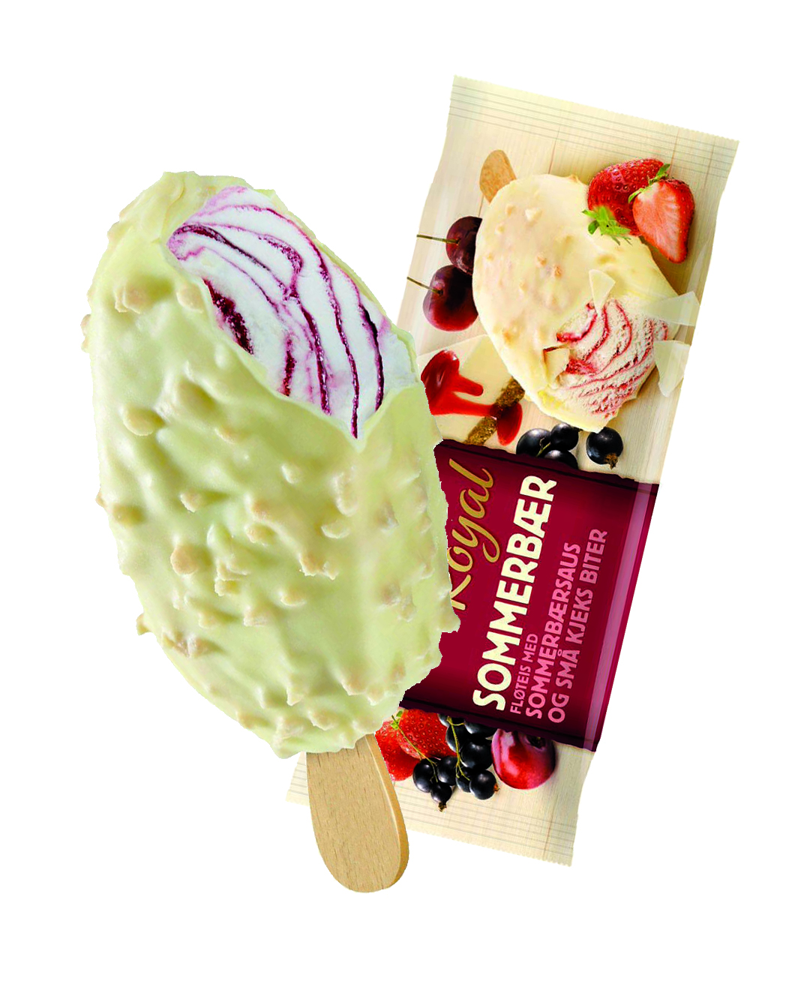 Royal
SOMMERBÆR
FLØTEIS MED
SOMMERBÆRSAUS
OG SMÅ KJEKS BITER